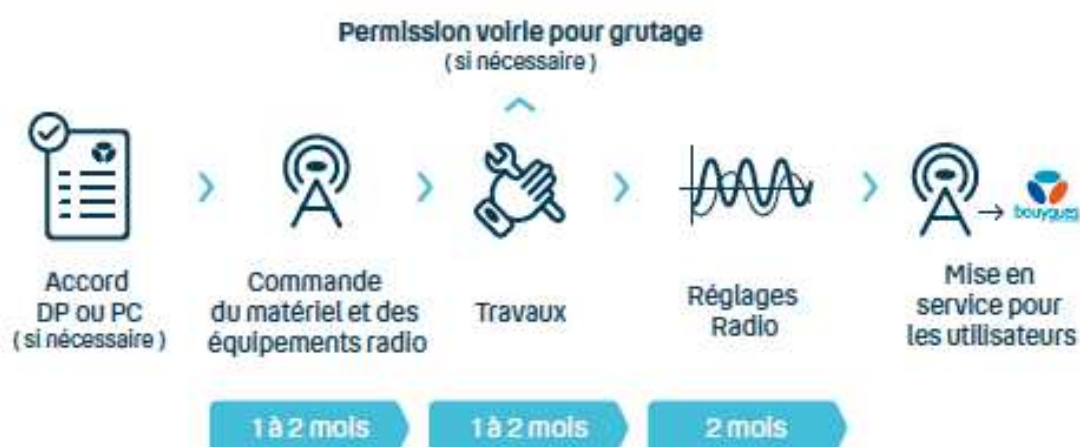 Permission voirie pour grutage
( si nécessaire )
Accord
DP ou PC
( si nécessaire )
Commande
du matériel et des
équipements radio
Travaux
Réglages
Radio
bouygues
Mise en
service pour
les utilisateurs
1 à 2 mois
1 à 2 mois
2 mois